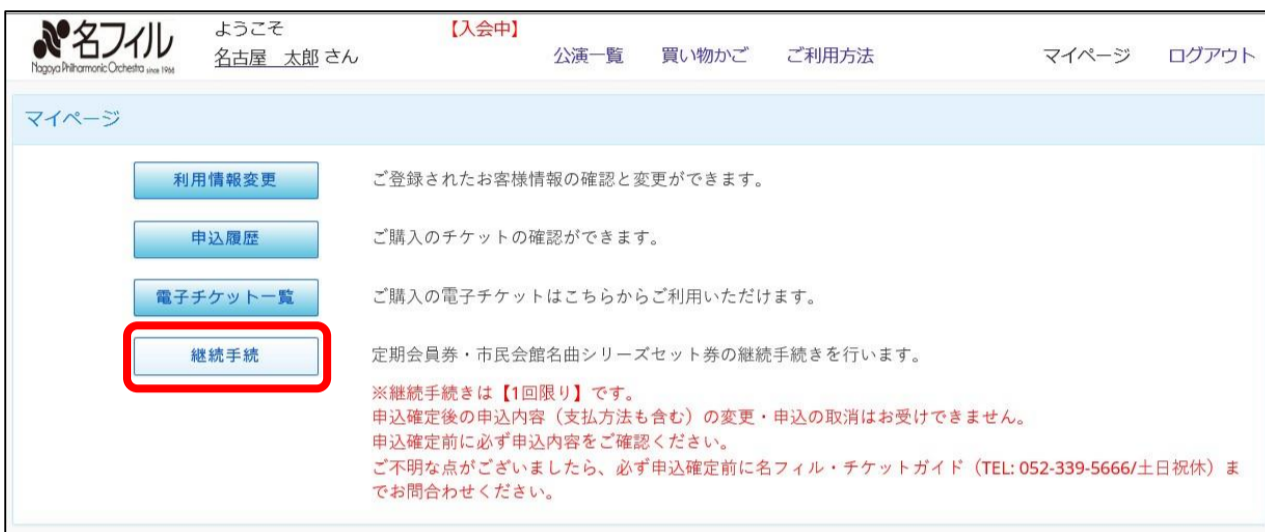 名フィル
Nagoya Philharmonic Orchestra since 1966
ようこそ
名古屋　太郎 さん
【入会中】
公演一覧　買い物かご　ご利用方法　マイページ　ログアウト
マイページ
利用情報変更　ご登録されたお客様情報の確認と変更ができます。
申込履歴　ご購入のチケットの確認ができます。
電子チケット一覧　ご購入の電子チケットはこちらからご利用いただけます。
継続手続　定期会員券・市民会館名曲シリーズセット券の継続手続きを行います。
※継続手続きは【1回限り】です。
申込確定後の申込内容（支払方法も含む）の変更・申込の取消はお受けできません。
申込確定前に必ず申込内容をご確認ください。
ご不明な点がございましたら、必ず申込確定前に名フィル・チケットガイド（TEL: 052-339-5666/土日祝休）ま
でお問合わせください。